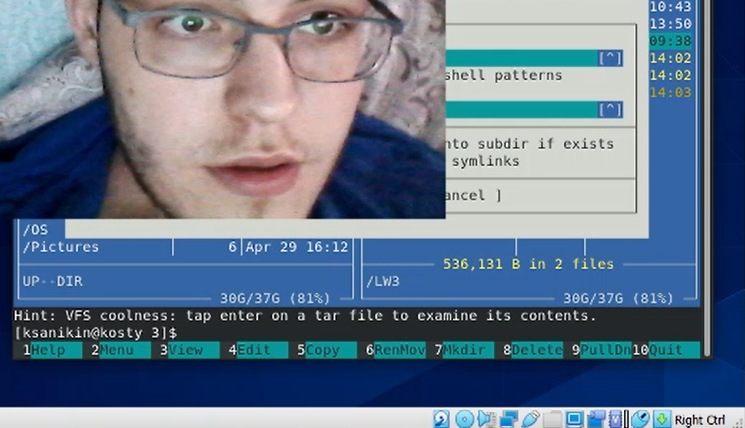 10:43
13:50
09:38
[^]
14:02
shell patterns
14:02
14:03
[^]
into subdir if exists
symlinks
ancel ]
/OS
/Pictures 6 Apr 29 16:12
536,131 B in 2 files
UP--DIR /LW3
30G/37G (81%) 30G/37G (81%)
Hint: VFS coolness: tap enter on a tar file to examine its contents.
[ksanikin@kosty 3]$
1Help 2Menu 3View 4Edit 5Copy 6RenMov 7Mkdir 8Delete 9PullDn 10Quit
Right Ctrl